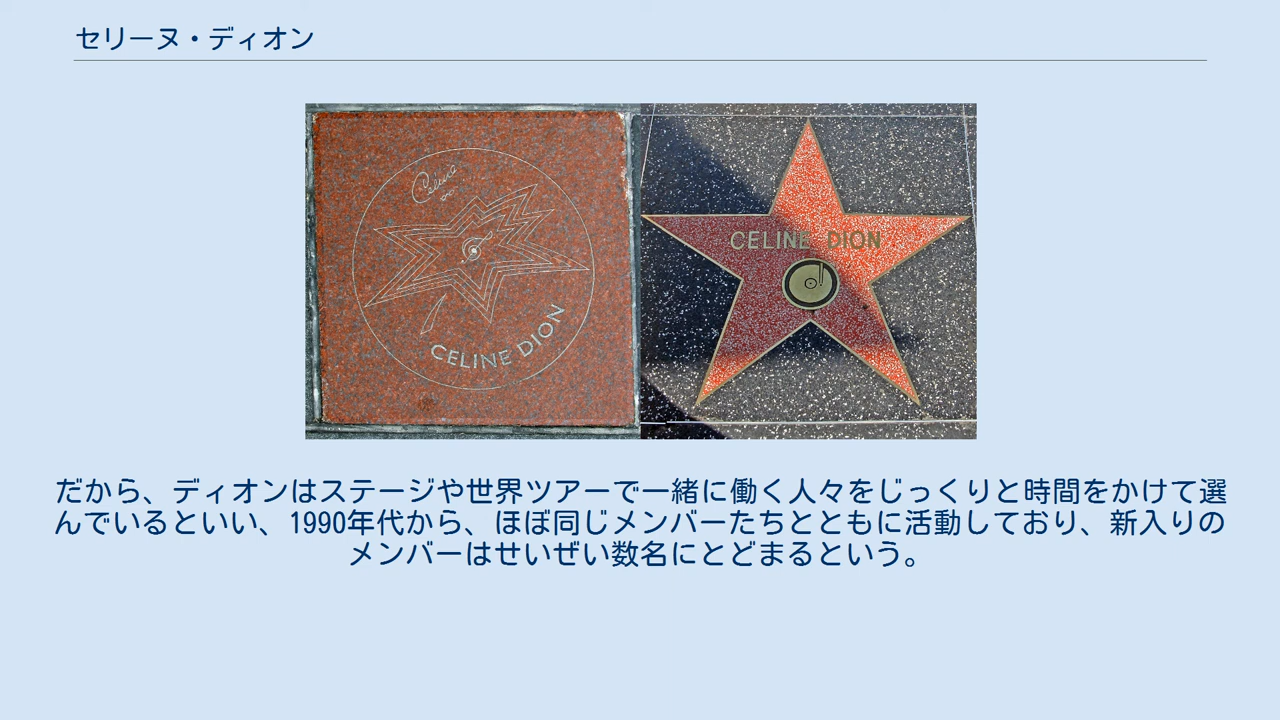 セリーヌ・ディオン
Celine
CELINE DION
CELINE DION
だから、ディオンはステージや世界ツアーで一緒に働く人々をじっくりと時間をかけて選
んでいるといい、1990年代から、ほぼ同じメンバーたちとともに活動しており、新入りの
メンバーはせいぜい数名にとどまるという。